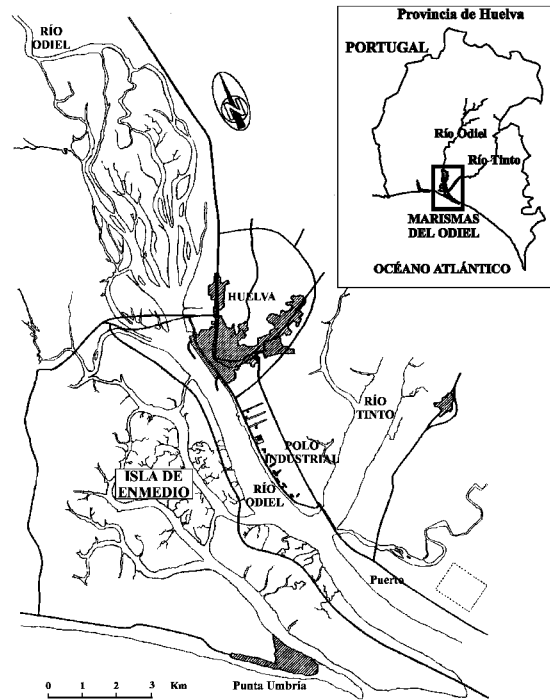 RÍO
ODIEL
N
Provincia de Huelva
PORTUGAL
Río Odiel
Río Tinto
MARISMAS
DEL ODIEL
OCÉANO ATLÁNTICO
HUELVA
RÍO
TINTO
POLO
INDUSTRIAL
ISLA DE
ENMEDIO
RÍO
ODIEL
Puerto
0 1 2 3 Km
Punta Umbría